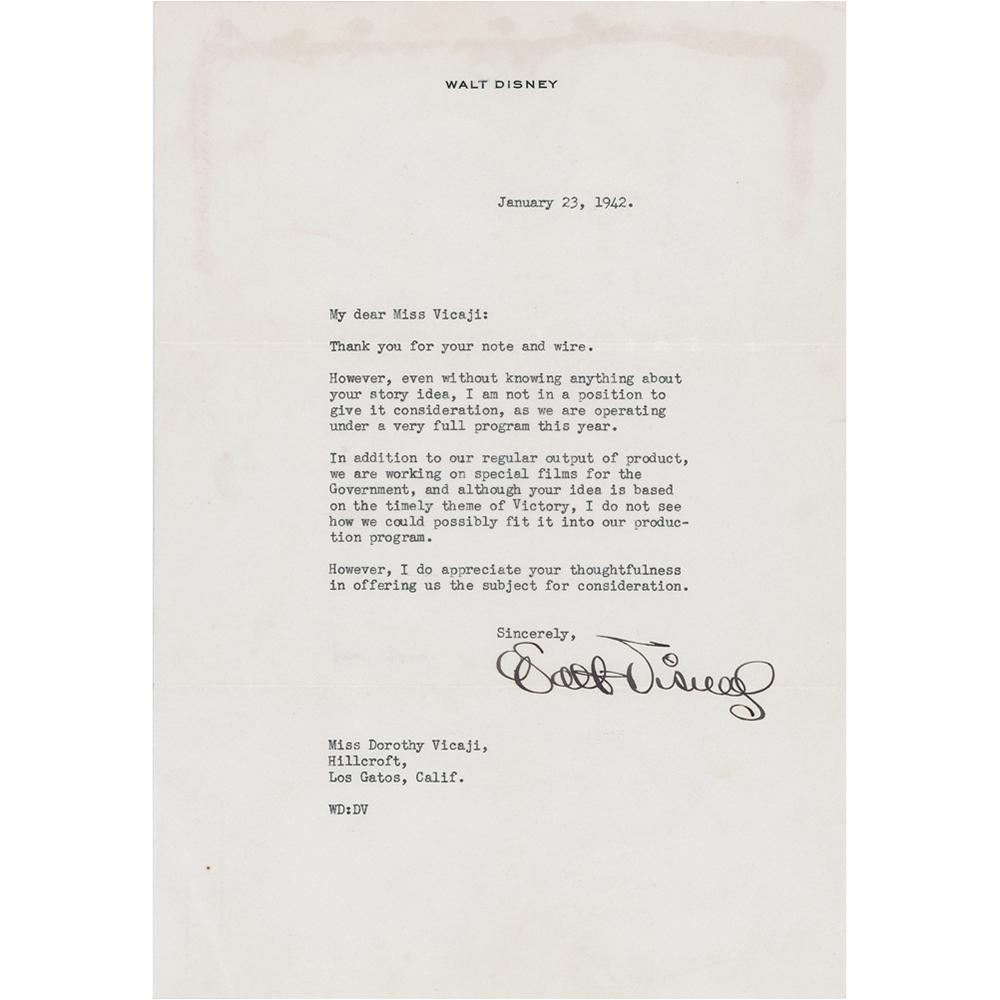 WALT DISNEY
January 23, 1942.
My dear Miss Vicaji:
Thank you for your note and wire.
However, even without knowing anything about
your story idea, I am not in a position to
give it consideration, as we are operating
under a very full program this year.
In addition to our regular output of product,
we are working on special films for the
Government, and although your idea is based
on the timely theme of Victory, I do not see
how we could possibly fit it into our produc-
tion program.
However, I do appreciate your thoughtfulness
in offering us the subject for consideration.
Sincerely,
Walt Disney
Miss Dorothy Vicaji,
Hillcroft,
Los Gatos, Calif.
WD:DV